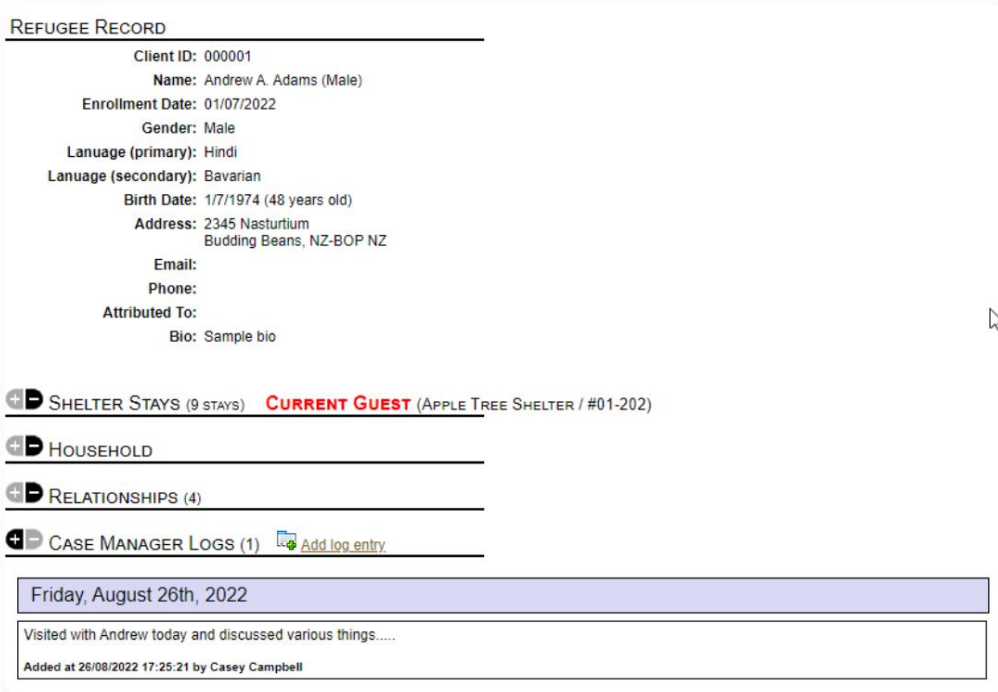 REFUGEE RECORD
Client ID: 000001
Name: Andrew A. Adams (Male)
Enrollment Date: 01/07/2022
Gender: Male
Lanuage (primary): Hindi
Lanuage (secondary): Bavarian
Birth Date: 1/7/1974 (48 years old)
Address: 2345 Nasturtium
Budding Beans, NZ-BOP NZ
Email:
Phone:
Attributed To:
Bio: Sample bio
SHELTER STAYS (9 STAYS) CURRENT GUEST (APPLE TREE SHELTER / #01-202)
HOUSEHOLD
RELATIONSHIPS (4)
CASE MANAGER LOGS (1) Add log entry
Friday, August 26th, 2022
Visited with Andrew today and discussed various things.....
Added at 26/08/2022 17:25:21 by Casey Campbell